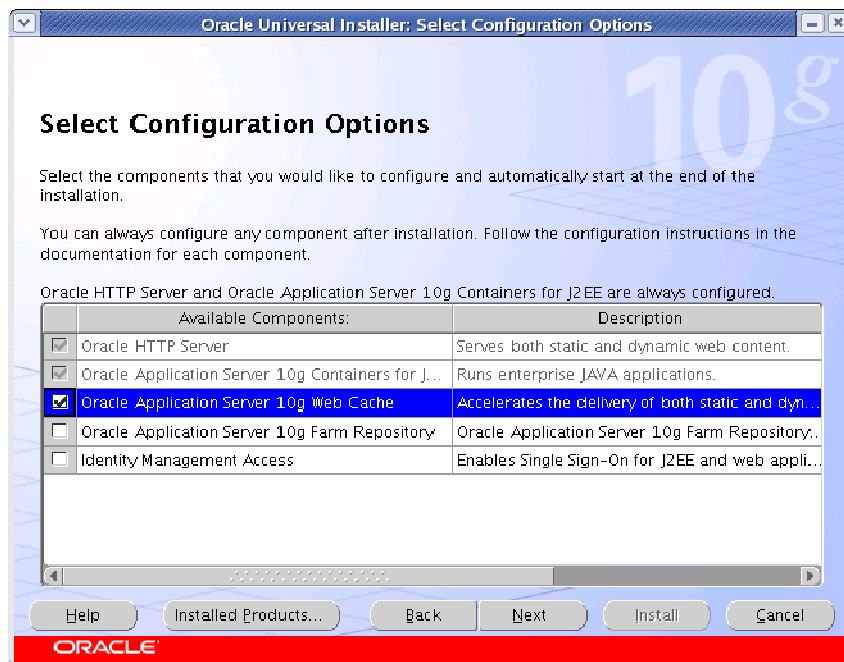 Oracle Universal Installer: Select Configuration Options
10g
Select Configuration Options
Select the components that you would like to configure and automatically start at the end of the
installation.
You can always configure any component after installation. Follow the configuration instructions in the
documentation for each component.
Oracle HTTP Server and Oracle Application Server 10g Containers for J2EE are always configured.
Available Components: Description
Oracle HTTP Server Serves both static and dynamic web content.
Oracle Application Server 10g Containers for J... Runs enterprise JAVA applications.
Oracle Application Server 10g Web Cache Accelerates the delivery of both static and dyn...
Oracle Application Server 10g Farm Repository Oracle Application Server 10g Farm Repository...
Identity Management Access Enables Single Sign-On for J2EE and web appli...
Help Installed Products... Back Next Install Cancel
ORACLE